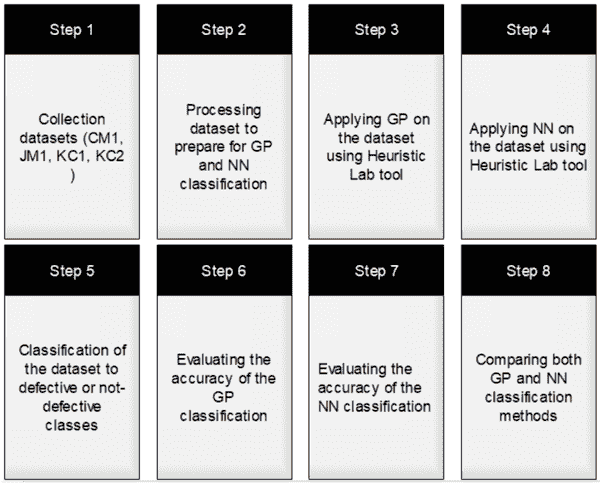 Step 1
Collection
datasets (CM1,
JM1, KC1, KC2
)
Step 2
Processing
dataset to
prepare for GP
and NN
classification
Step 3
Applying GP on
the dataset
using Heuristic
Lab tool
Step 4
Applying NN on
the dataset using
Heuristic Lab tool
Step 5
Classification of
the dataset to
defective or not-
defective
classes
Step 6
Evaluating the
accuracy of the
GP
classification
Step 7
Evaluating the
accuracy of the
NN classification
Step 8
Comparing both
GP and NN
classification
methods